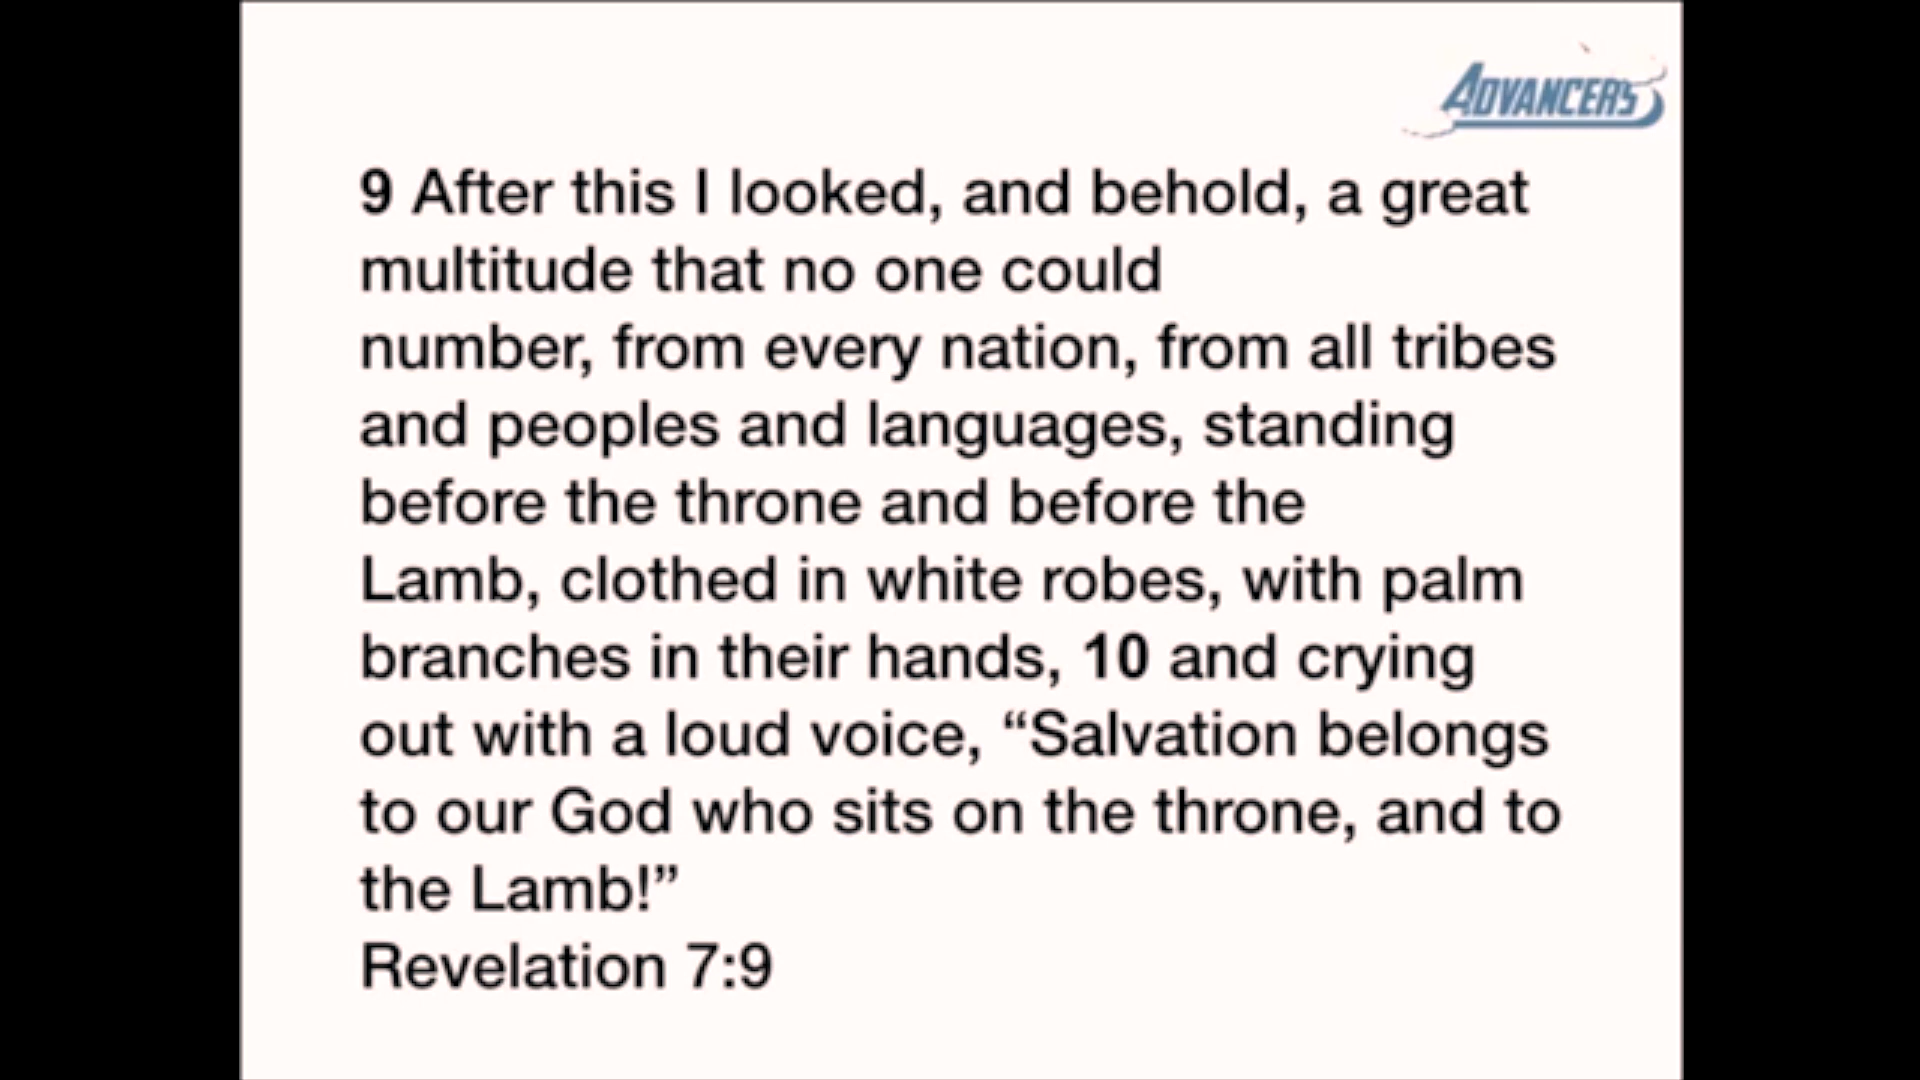 ADVANCERS
9 After this I looked, and behold, a great
multitude that no one could
number, from every nation, from all tribes
and peoples and languages, standing
before the throne and before the
Lamb, clothed in white robes, with palm
branches in their hands, 10 and crying
out with a loud voice, “Salvation belongs
to our God who sits on the throne, and to
the Lamb!”
Revelation 7:9